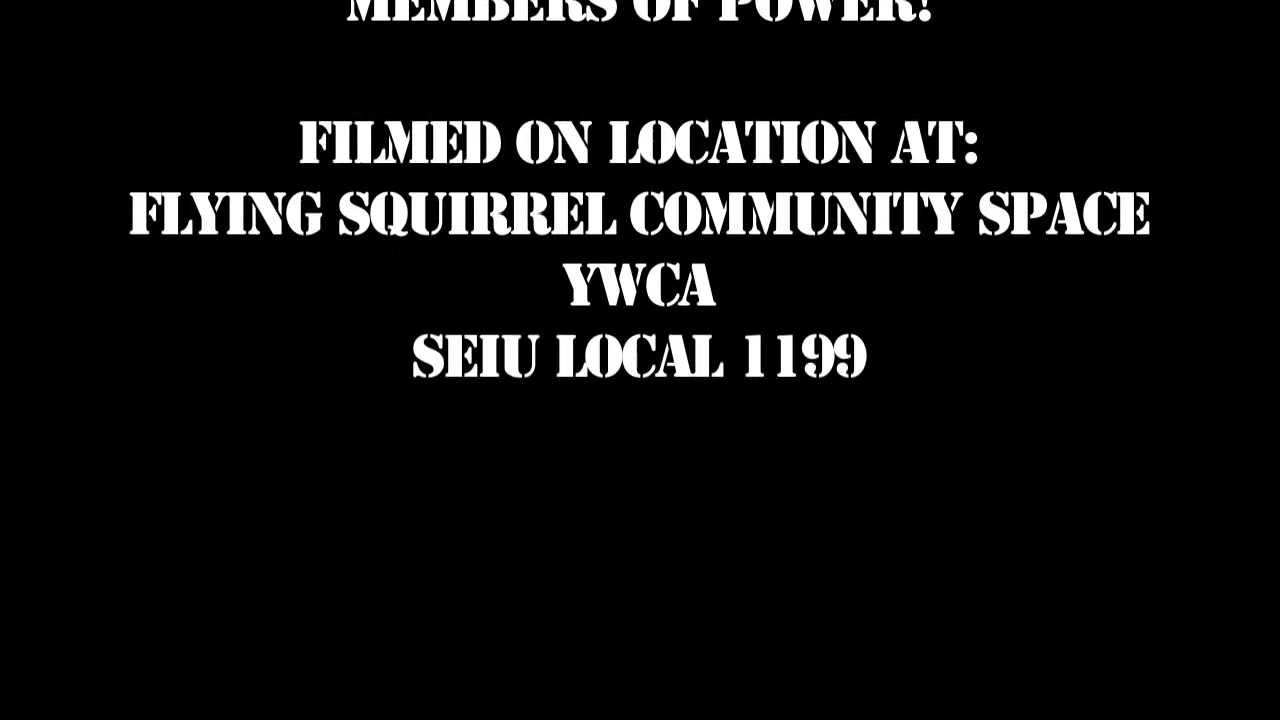 MEMBERS OF POWER!
FILMED ON LOCATION AT:
FLYING SQUIRREL COMMUNITY SPACE
YWCA
SEIU LOCAL 1199